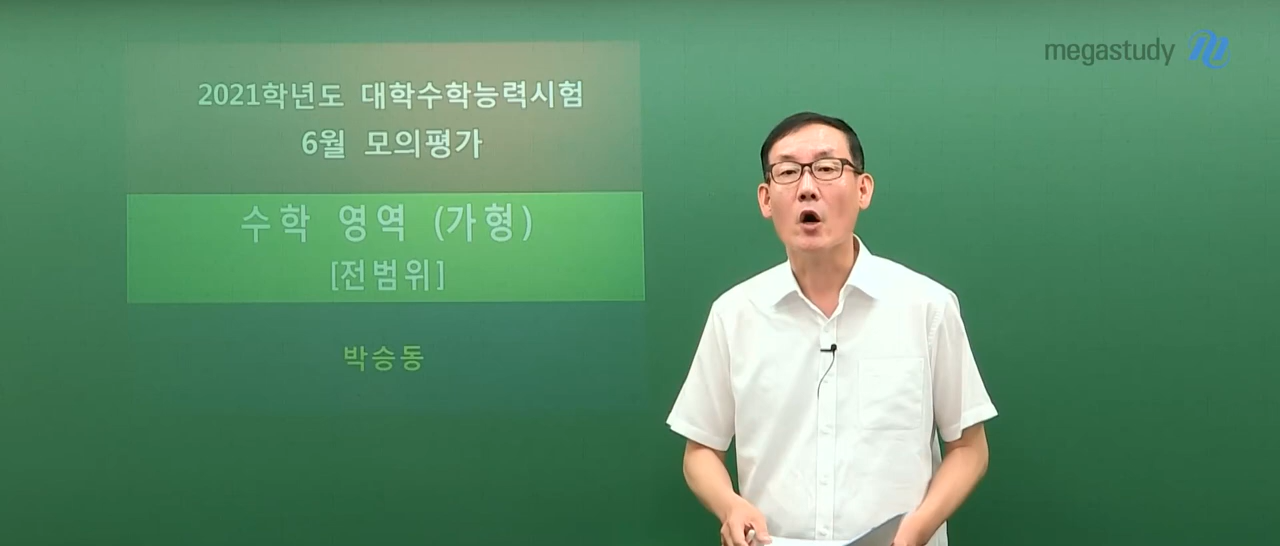 megastudy
2021학년도 대학수학능력시험
6월 모의평가
수학 영역 (가형)
[전범위]
박승동